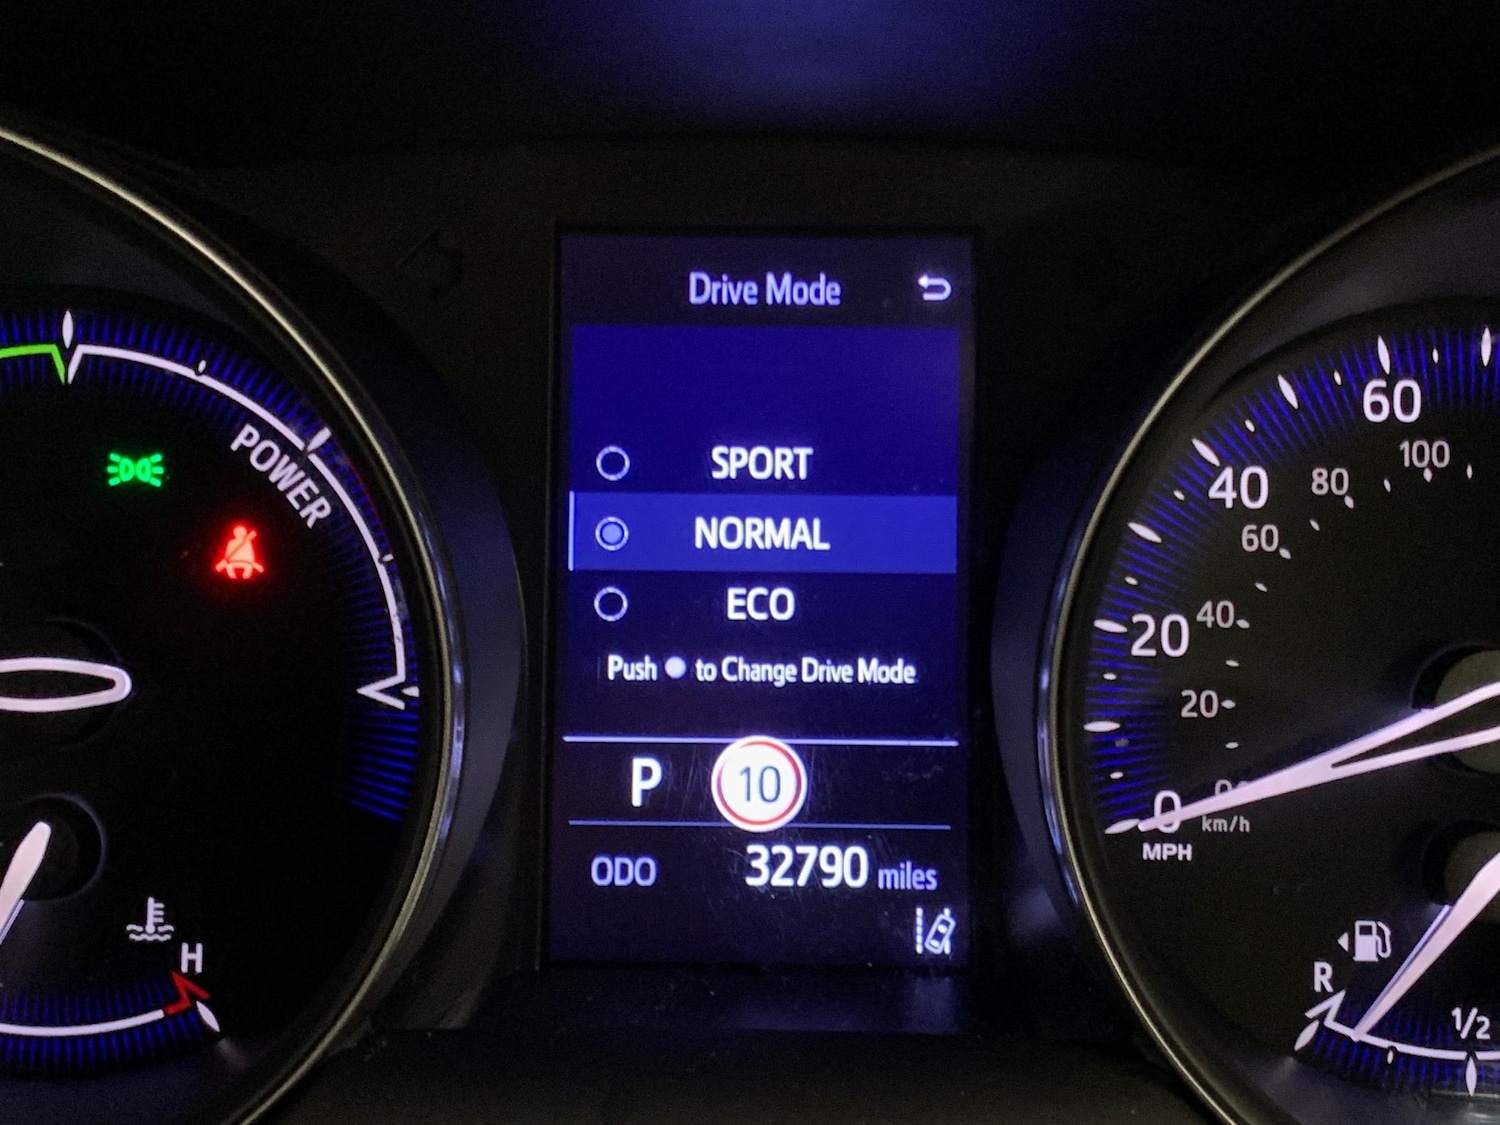 Drive Mode
SPORT
NORMAL
ECO
Push to Change Drive Mode
P 10
ODO 32790 miles
POWER
H
60
100
40 80
60
20 40
20
0
km/h
MPH
R
1/2